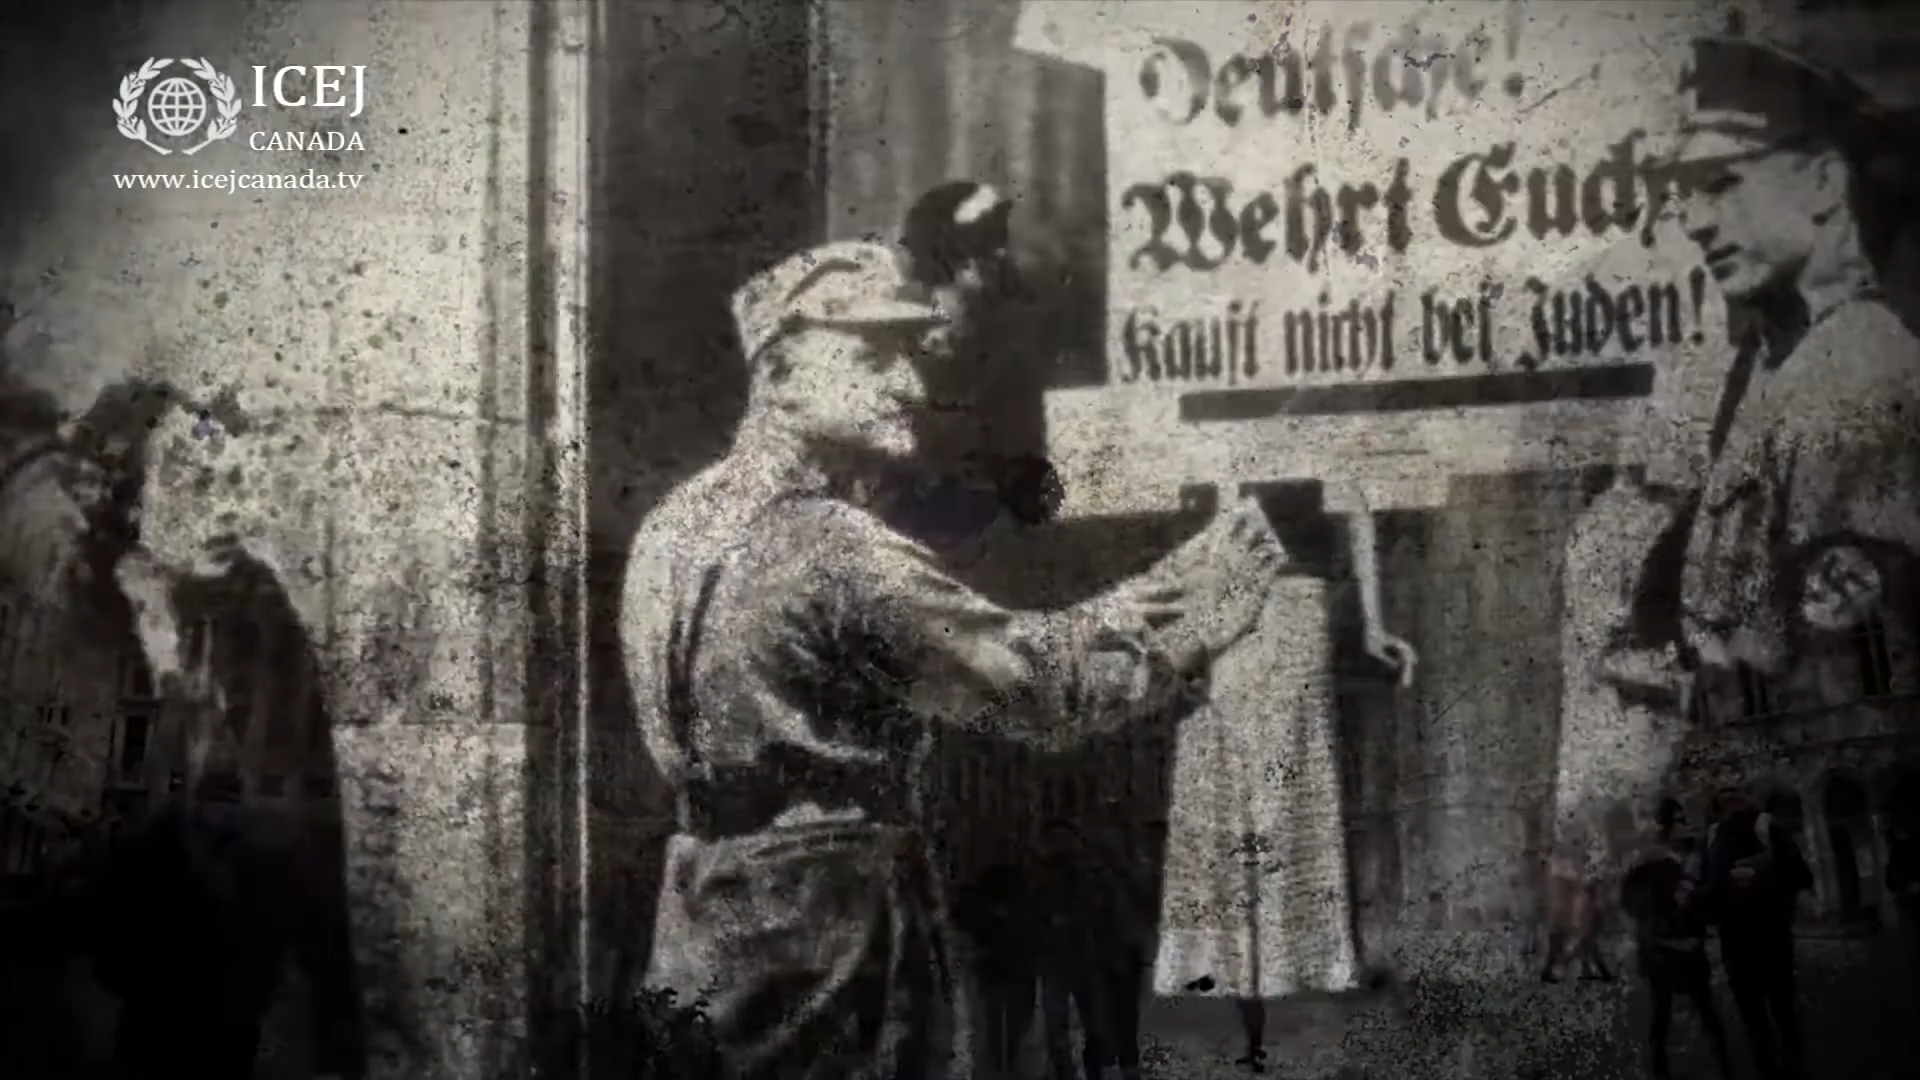 ICEJ
CANADA
www.icejcanada.tv
Deutsche!
Wehrt Euch
Kauft nicht bei Juden!